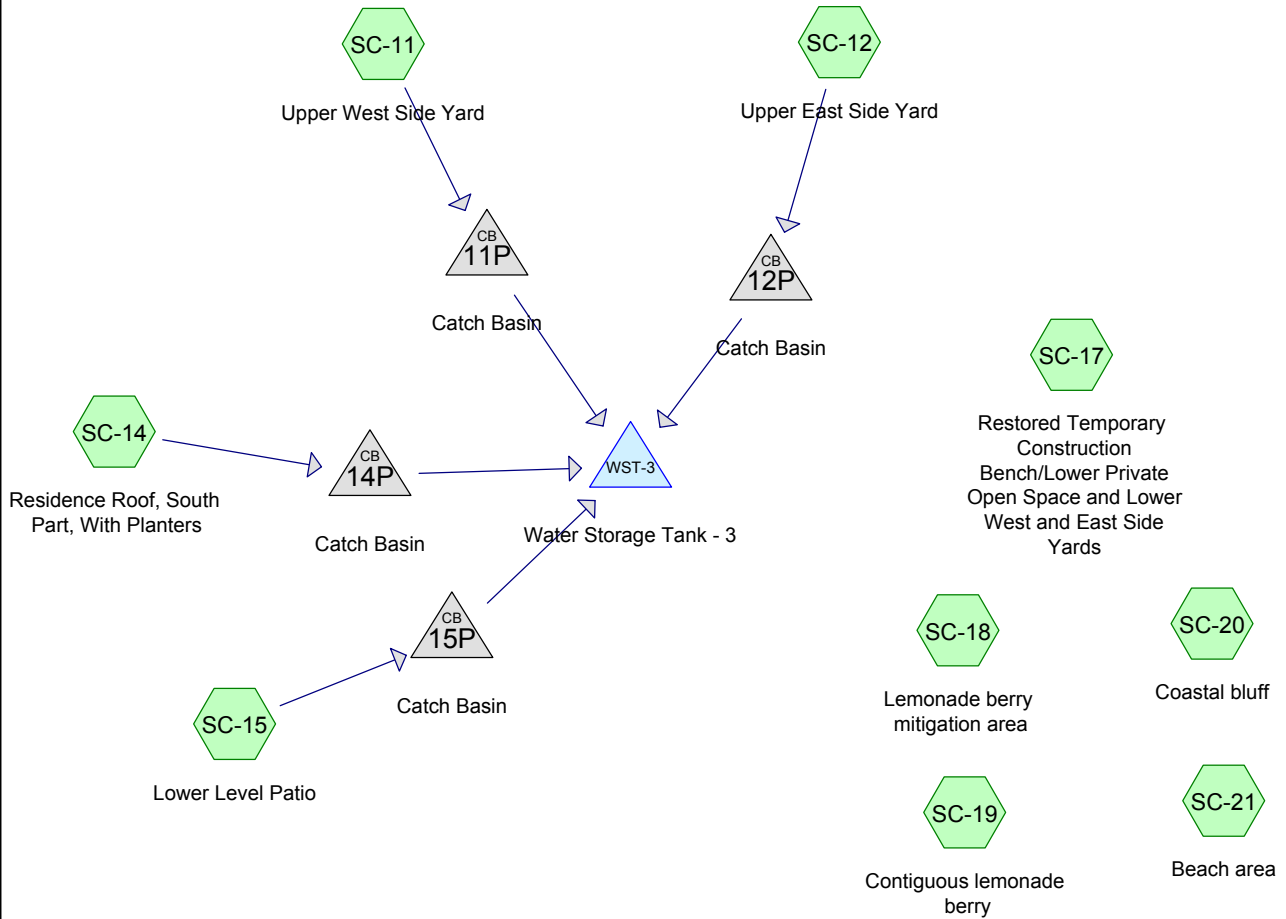 SC-11
Upper West Side Yard
SC-12
Upper East Side Yard
CB
11P
Catch Basin
CB
12P
Catch Basin
SC-17
Restored Temporary
Construction
Bench/Lower Private
Open Space and Lower
West and East Side
Yards
SC-14
Residence Roof, South
Part, With Planters
CB
14P
Catch Basin
WST-3
Water Storage Tank - 3
CB
15P
Catch Basin
SC-15
Lower Level Patio
SC-18
Lemonade berry
mitigation area
SC-20
Coastal bluff
SC-19
Contiguous lemonade
berry
SC-21
Beach area